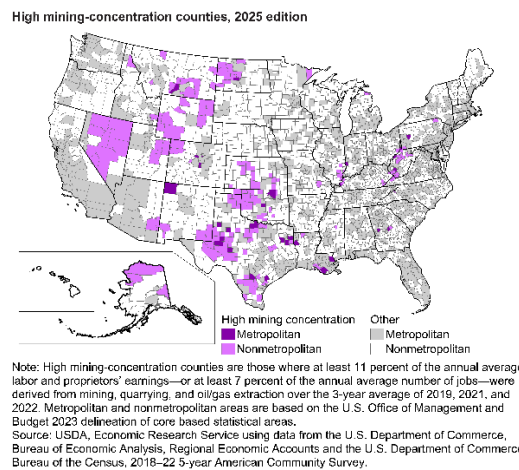 High mining-concentration counties, 2025 edition
High mining concentration
Metropolitan
Nonmetropolitan
Other
Metropolitan
Nonmetropolitan
Note: High mining-concentration counties are those where at least 11 percent of the annual average
labor and proprietors' earnings—or at least 7 percent of the annual average number of jobs—were
derived from mining, quarrying, and oil/gas extraction over the 3-year average of 2019, 2021, and
2022. Metropolitan and nonmetropolitan areas are based on the U.S. Office of Management and
Budget 2023 delineation of core based statistical areas.
Source: USDA, Economic Research Service using data from the U.S. Department of Commerce,
Bureau of Economic Analysis, Regional Economic Accounts and the U.S. Department of Commerc
Bureau of the Census, 2018–22 5-year American Community Survey.